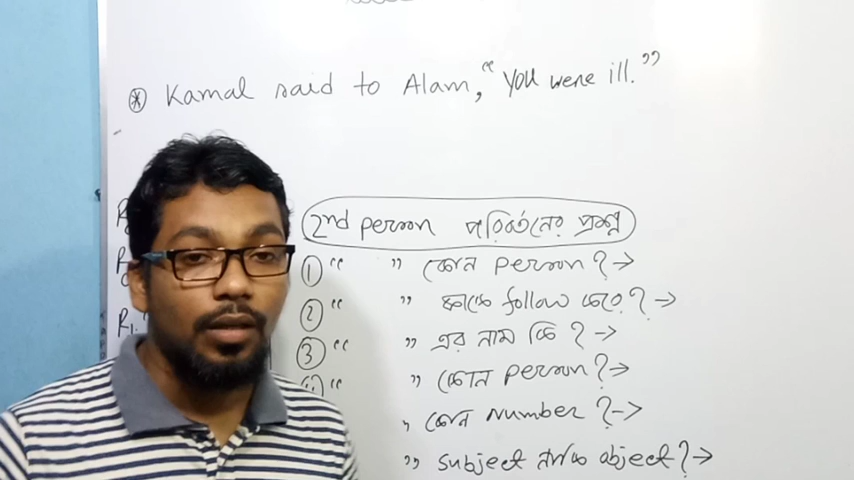 * Kamal said to Alam, "You were ill."
2nd person পরিবর্তনের প্রশ্ন
① " " কোন person ? →
② " " কাকে follow করে ? →
③ " " এর নাম কি ? →
" " কোন person ? →
" কোন number ? →
" subject নাকি object ? →